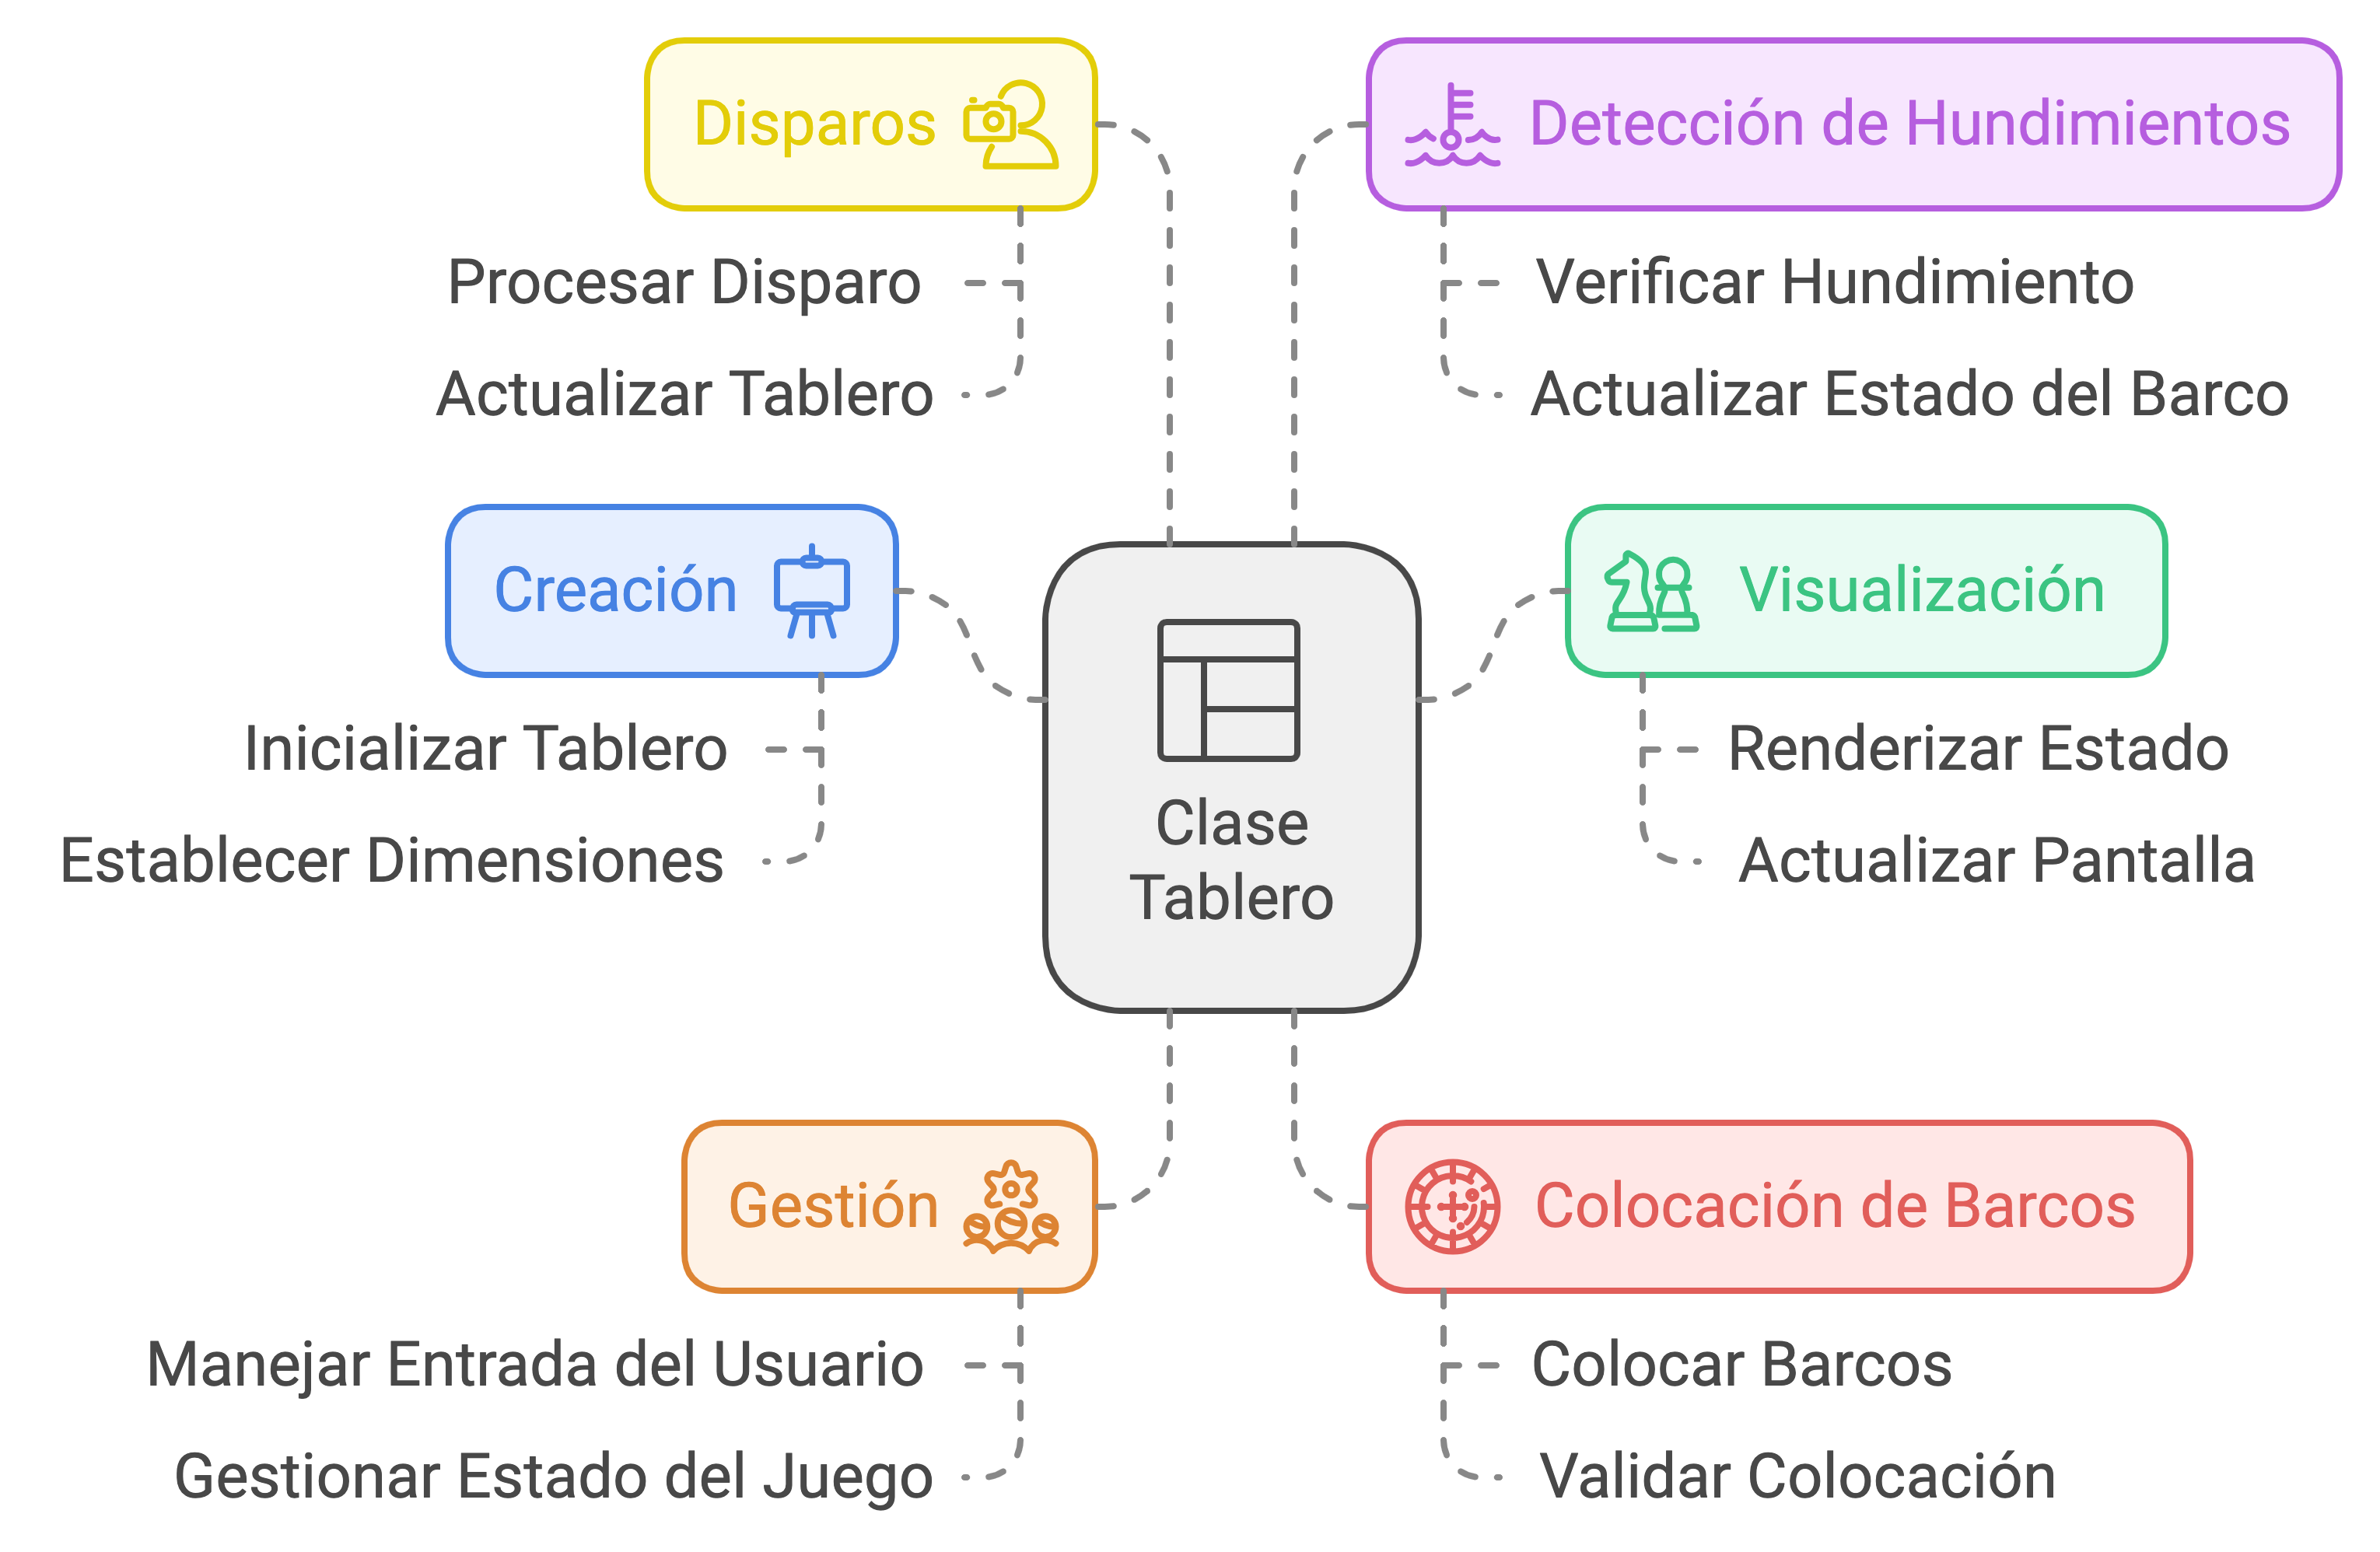 Disparos
Procesar Disparo
Actualizar Tablero
Detección de Hundimientos
Verificar Hundimiento
Actualizar Estado del Barco
Creación
Inicializar Tablero
Establecer Dimensiones
Clase
Tablero
Visualización
Renderizar Estado
Actualizar Pantalla
Gestión
Manejar Entrada del Usuario
Gestionar Estado del Juego
Colocación de Barcos
Colocar Barcos
Validar Colocación